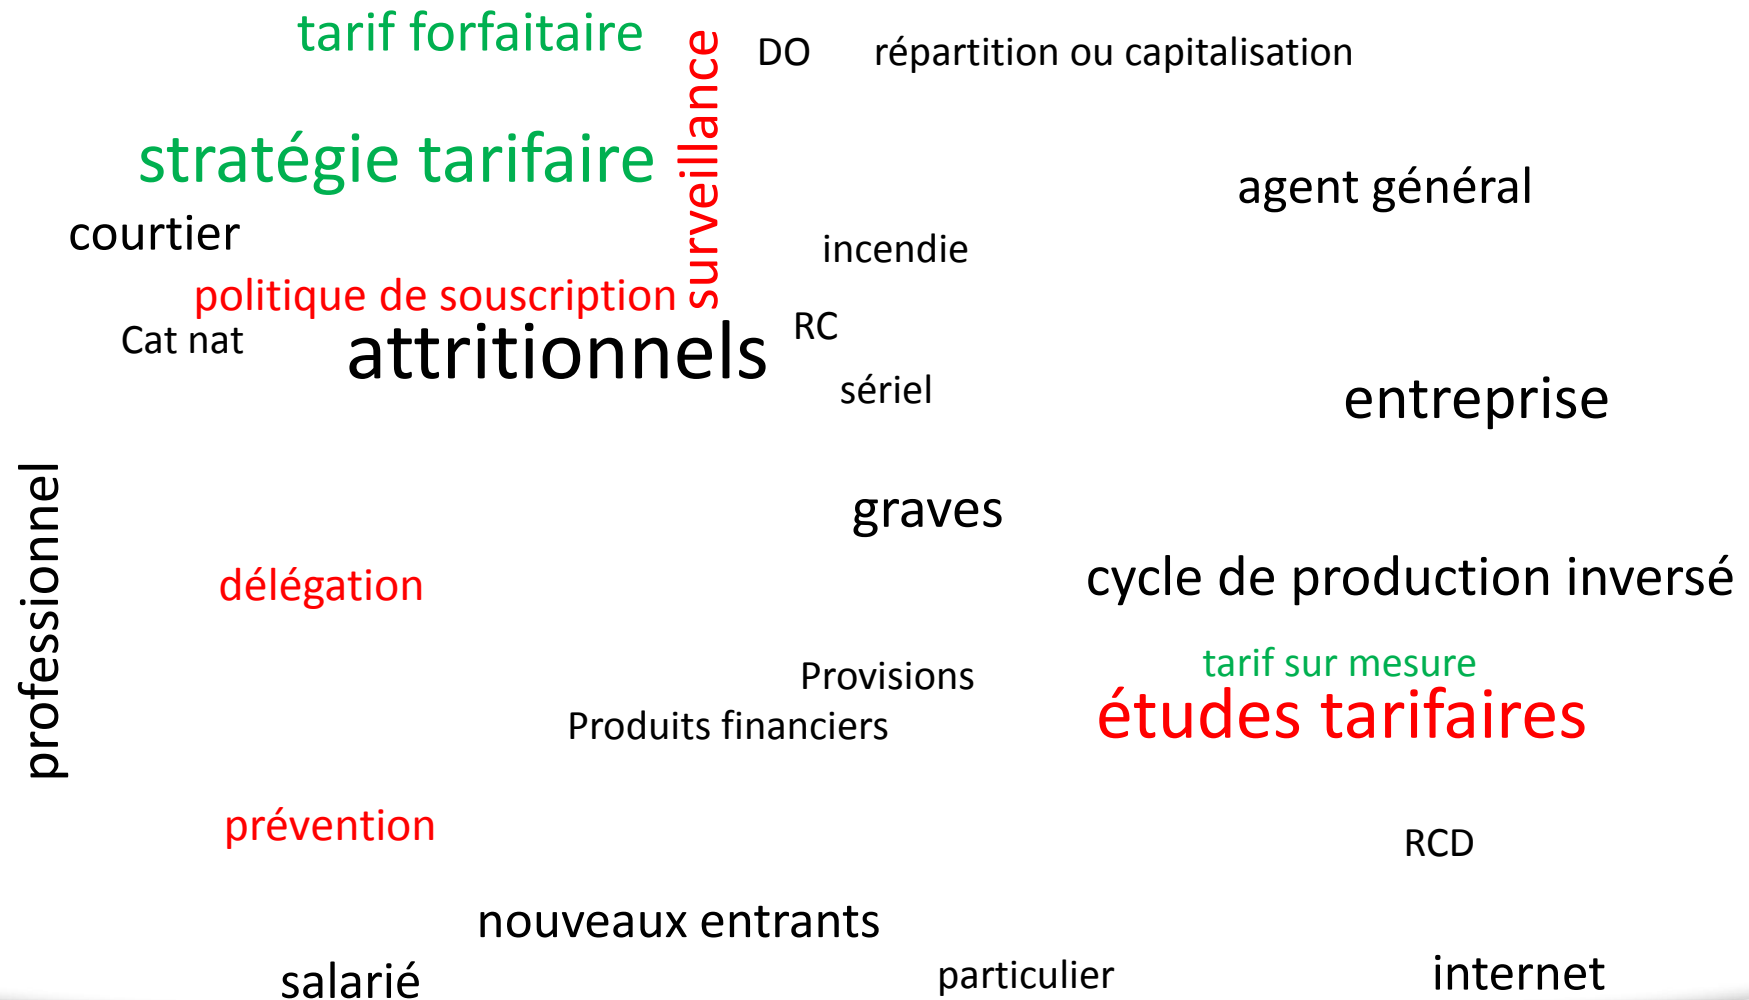 tarif forfaitaire
surveillance
DO
répartition ou capitalisation
stratégie tarifaire
agent général
courtier
incendie
politique de souscription
Cat nat
attritionnels
RC
sériel
entreprise
professionnel
graves
délégation
cycle de production inversé
Provisions
tarif sur mesure
Produits financiers
études tarifaires
prévention
RCD
nouveaux entrants
salarié
particulier
internet